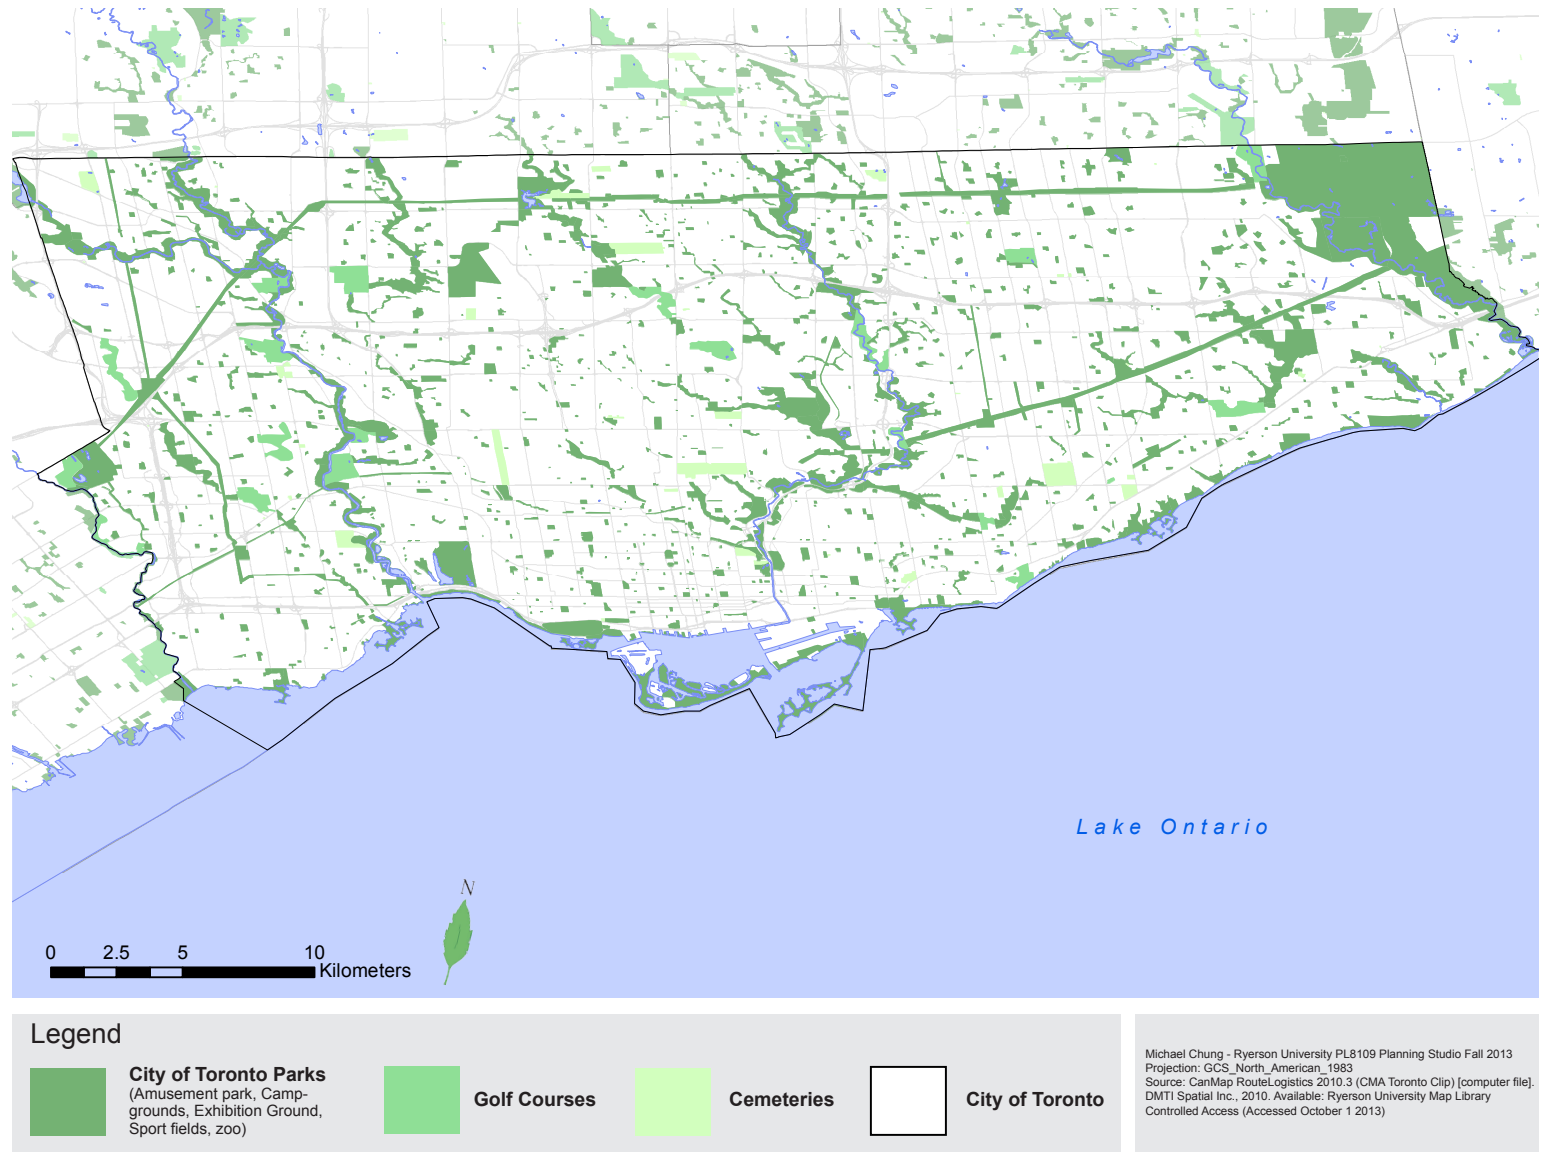 Lake Ontario
N
0 2.5 5 10
Kilometers
Legend
City of Toronto Parks
(Amusement park, Camp-
grounds, Exhibition Ground,
Sport fields, zoo)
Golf Courses
Cemeteries
City of Toronto
Michael Chung - Ryerson University PL8109 Planning Studio Fall 2013
Projection: GCS_North_American_1983
Source: CanMap RouteLogistics 2010.3 (CMA Toronto Clip) [computer file].
DMTI Spatial Inc., 2010. Available: Ryerson University Map Library
Controlled Access (Accessed October 1 2013)